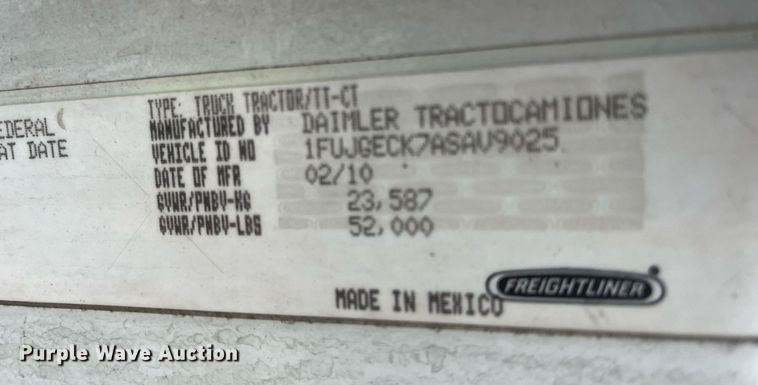 TYPE: TRUCK TRACTOR/TT-CT
EDERAL
MANUFACTURED BY DAIMLER TRACTOCAMIONES
AT DATE
VEHICLE ID NO 1FUJGECK7ASAV9025
DATE OF MFR 02/10
GVWR/PNBV-KG 23,587
GVWR/PNBV-LBS 52,000
MADE IN MEXICO
FREIGHTLINER
Purple Wave Auction